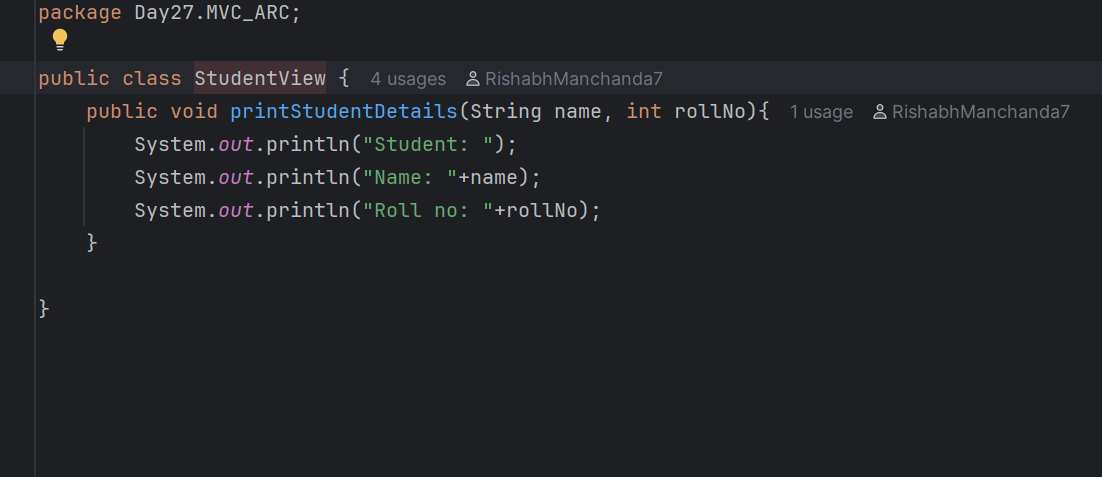 package Day27.MVC_ARC;
public class StudentView { 4 usages RishabhManchanda7
public void printStudentDetails(String name, int rollNo){ 1 usage RishabhManchanda7
System.out.println("Student: ");
System.out.println("Name: "+name);
System.out.println("Roll no: "+rollNo);
}
}